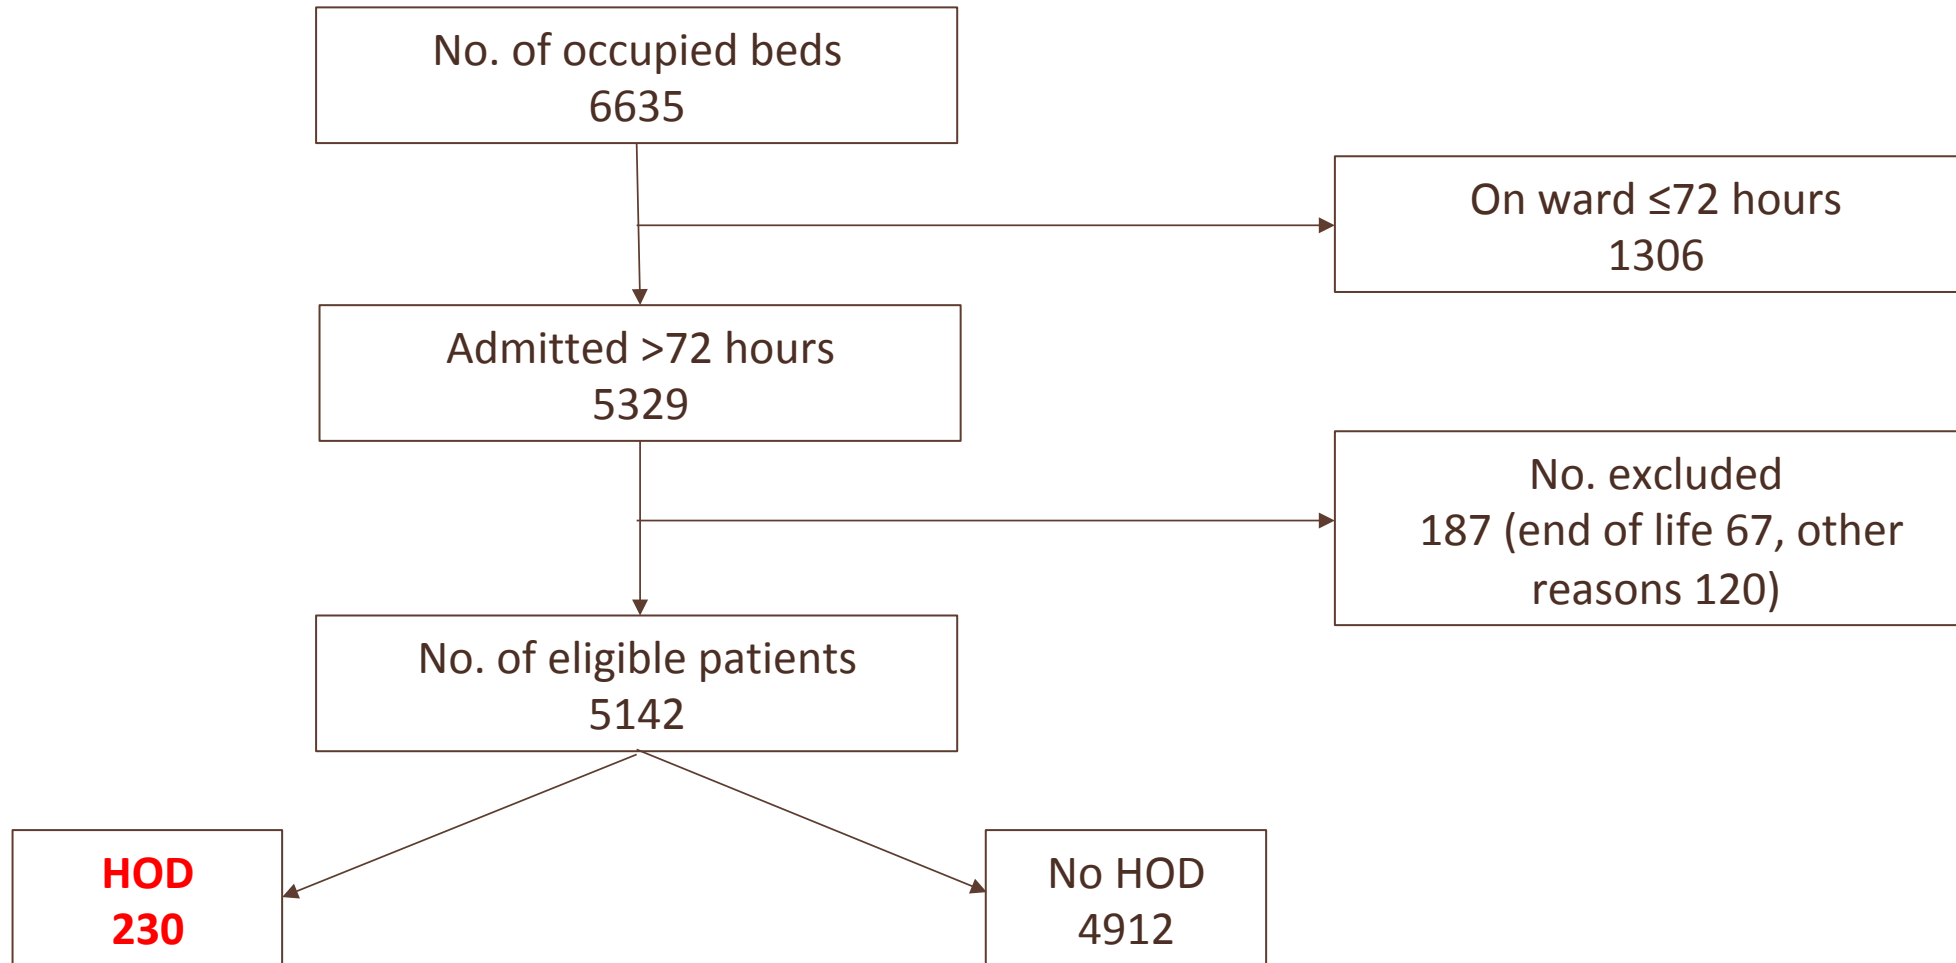 No. of occupied beds
6635
On ward ≤72 hours
1306
Admitted >72 hours
5329
No. excluded
187 (end of life 67, other
reasons 120)
No. of eligible patients
5142
HOD
230
No HOD
4912